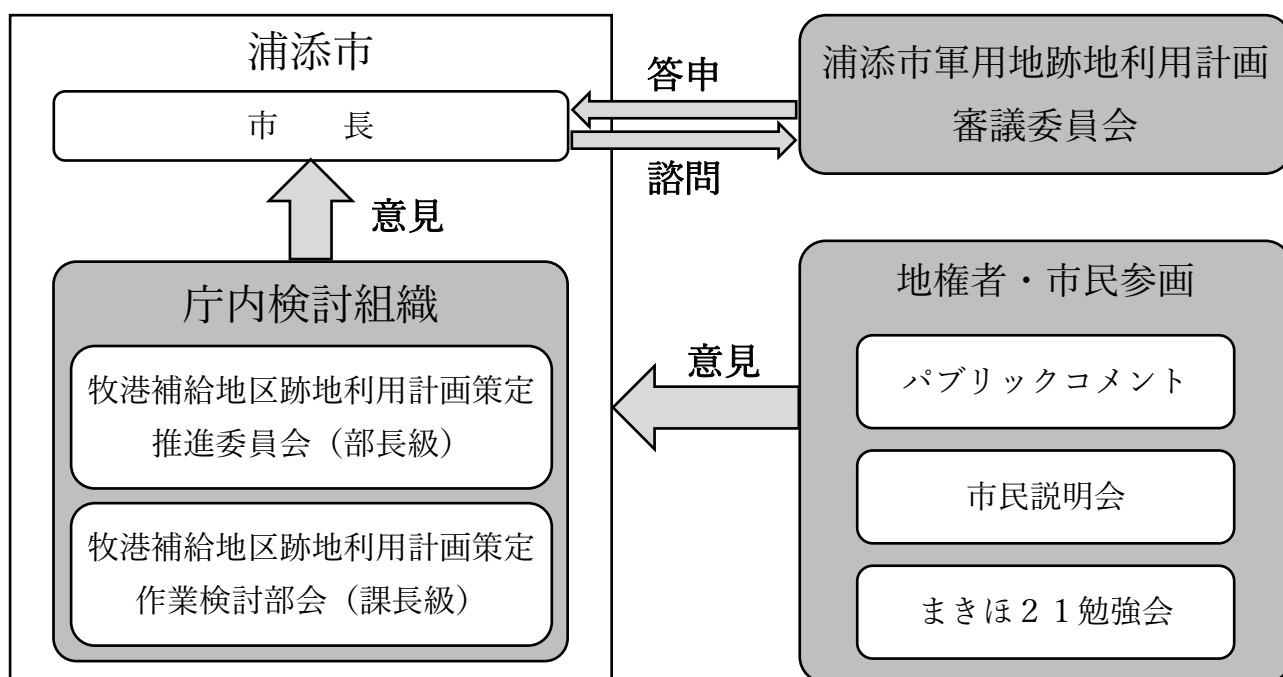 浦添市
市　　長
意見
庁内検討組織
牧港補給地区跡地利用計画策定
推進委員会（部長級）
牧港補給地区跡地利用計画策定
作業検討部会（課長級）
答申
諮問
浦添市軍用地跡地利用計画
審議委員会
意見
地権者・市民参画
パブリックコメント
市民説明会
まきほ２１勉強会